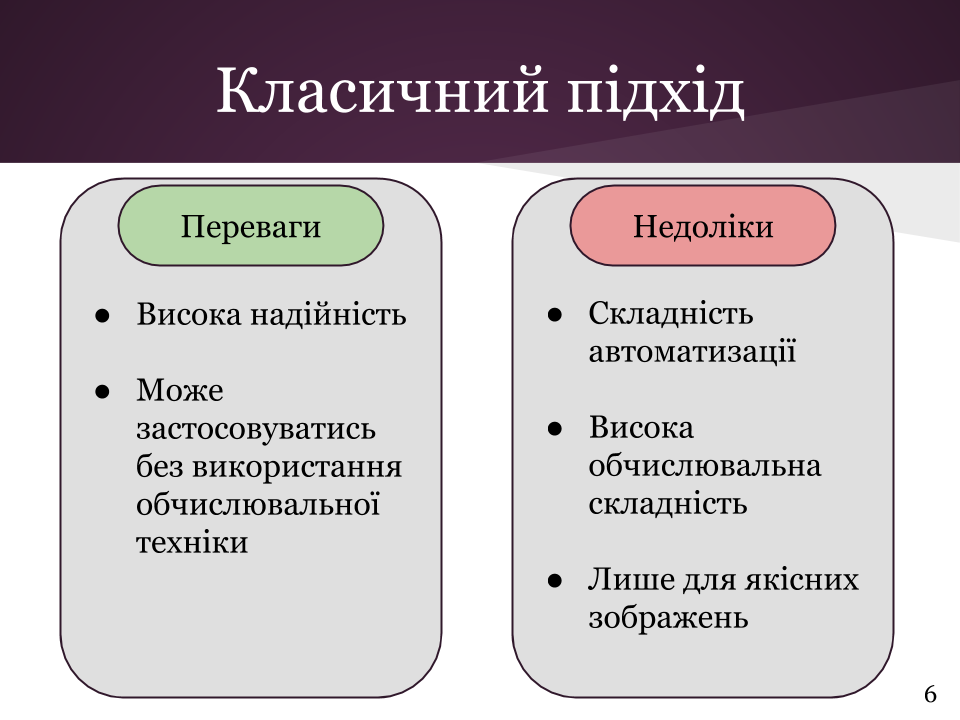 Класичний підхід
Переваги
● Висока надійність
● Може
застосовуватись
без використання
обчислювальної
техніки
Недоліки
● Складність
автоматизації
● Висока
обчислювальна
складність
● Лише для якісних
зображень
6